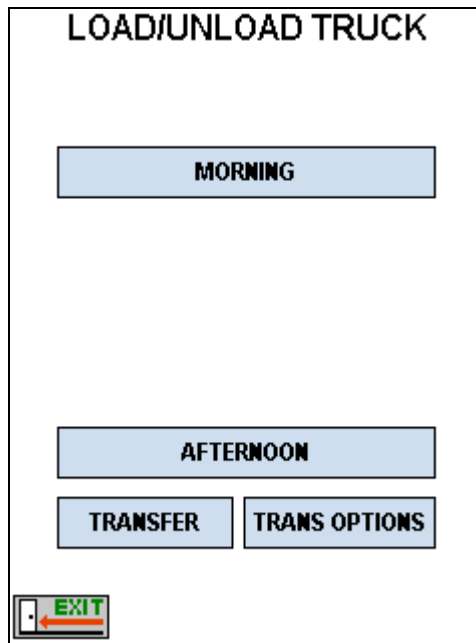 LOAD/UNLOAD TRUCK
MORNING
AFTERNOON
TRANSFER TRANS OPTIONS
EXIT